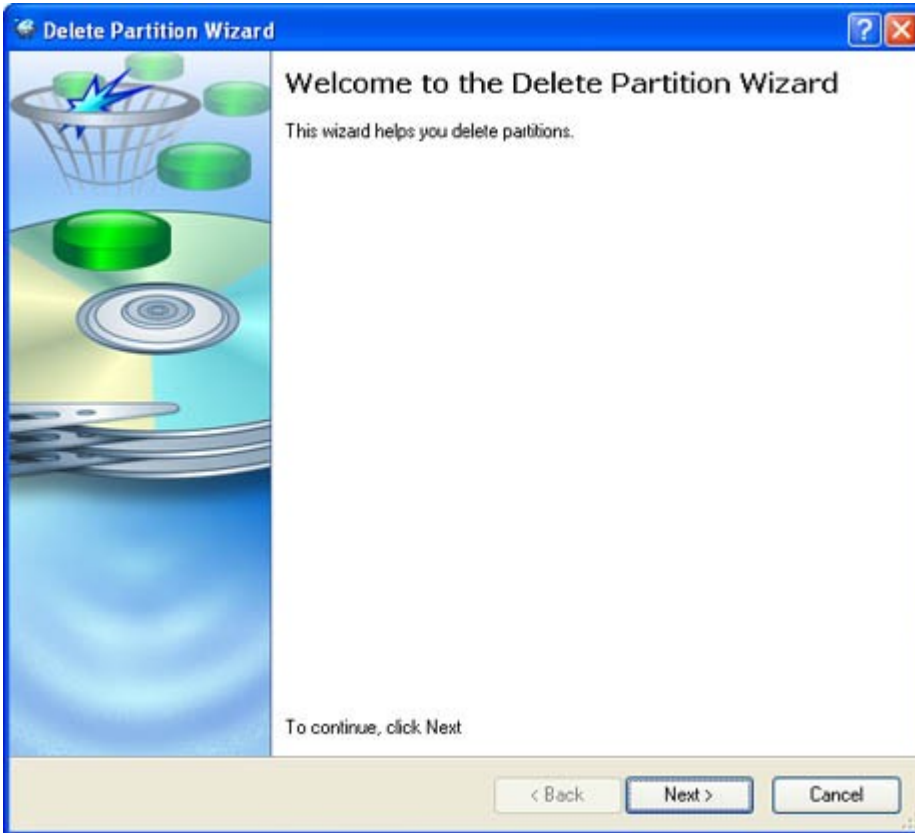 Delete Partition Wizard
Welcome to the Delete Partition Wizard
This wizard helps you delete partitions.
To continue, click Next
< Back
Next >
Cancel